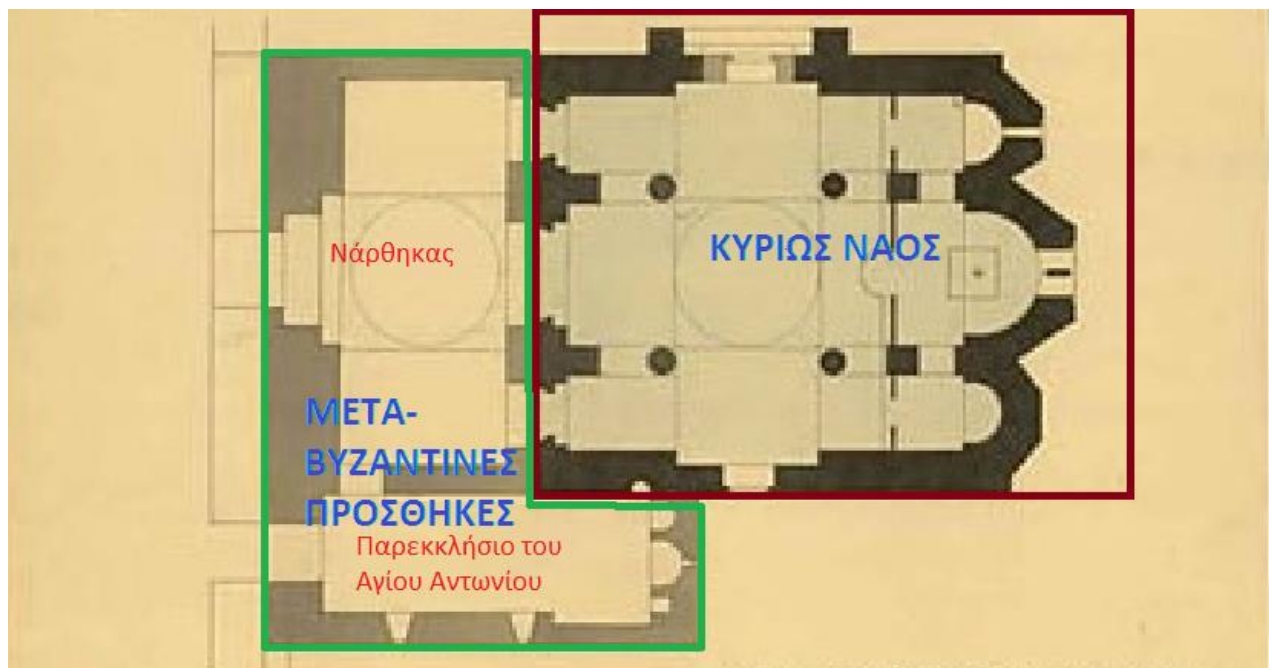 ΚΥΡΙΩΣ ΝΑΟΣ
Νάρθηκας
ΜΕΤΑ-
ΒΥΖΑΝΤΙΝΕΣ
ΠΡΟΣΘΗΚΕΣ
Παρεκκλήσιο του
Αγίου Αντωνίου